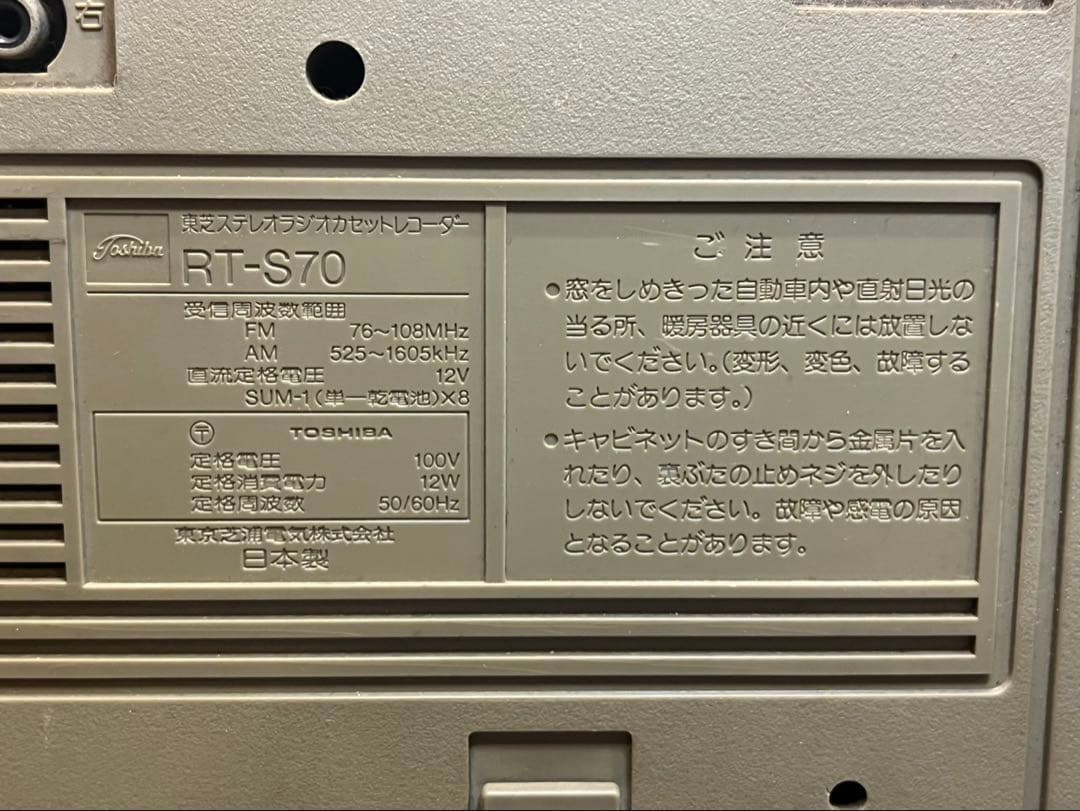 右
Toshiba
東芝ステレオラジオカセットレコーダー
RT-S70
受信周波数範囲
FM 76〜108MHz
AM 525〜1605kHz
直流定格電圧 12V
SUM-1(単一乾電池)×8
〒 TOSHIBA
定格電圧 100V
定格消費電力 12W
定格周波数 50/60Hz
東京芝浦電気株式会社
日本製
ご注意
●窓をしめきった自動車内や直射日光の
当る所、暖房器具の近くには放置しな
いでください。(変形、変色、故障する
ことがあります。)
●キャビネットのすき間から金属片を入
れたり、裏ぶたの止めネジを外したり
しないでください。故障や感電の原因
となることがあります。